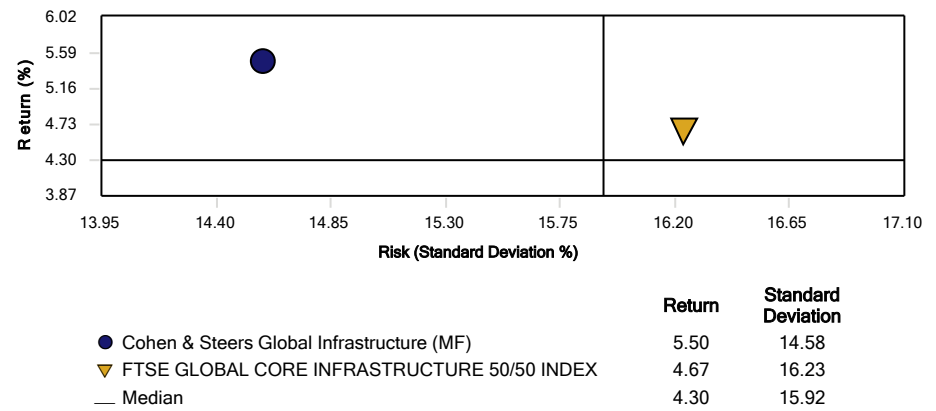 6.02
5.59
5.16
4.73
4.30
3.87
Return (%)
13.95 14.40 14.85 15.30 15.75 16.20 16.65 17.10
Risk (Standard Deviation %)
Return Standard Deviation
Cohen & Steers Global Infrastructure (MF) 5.50 14.58
FTSE GLOBAL CORE INFRASTRUCTURE 50/50 INDEX 4.67 16.23
Median 4.30 15.92